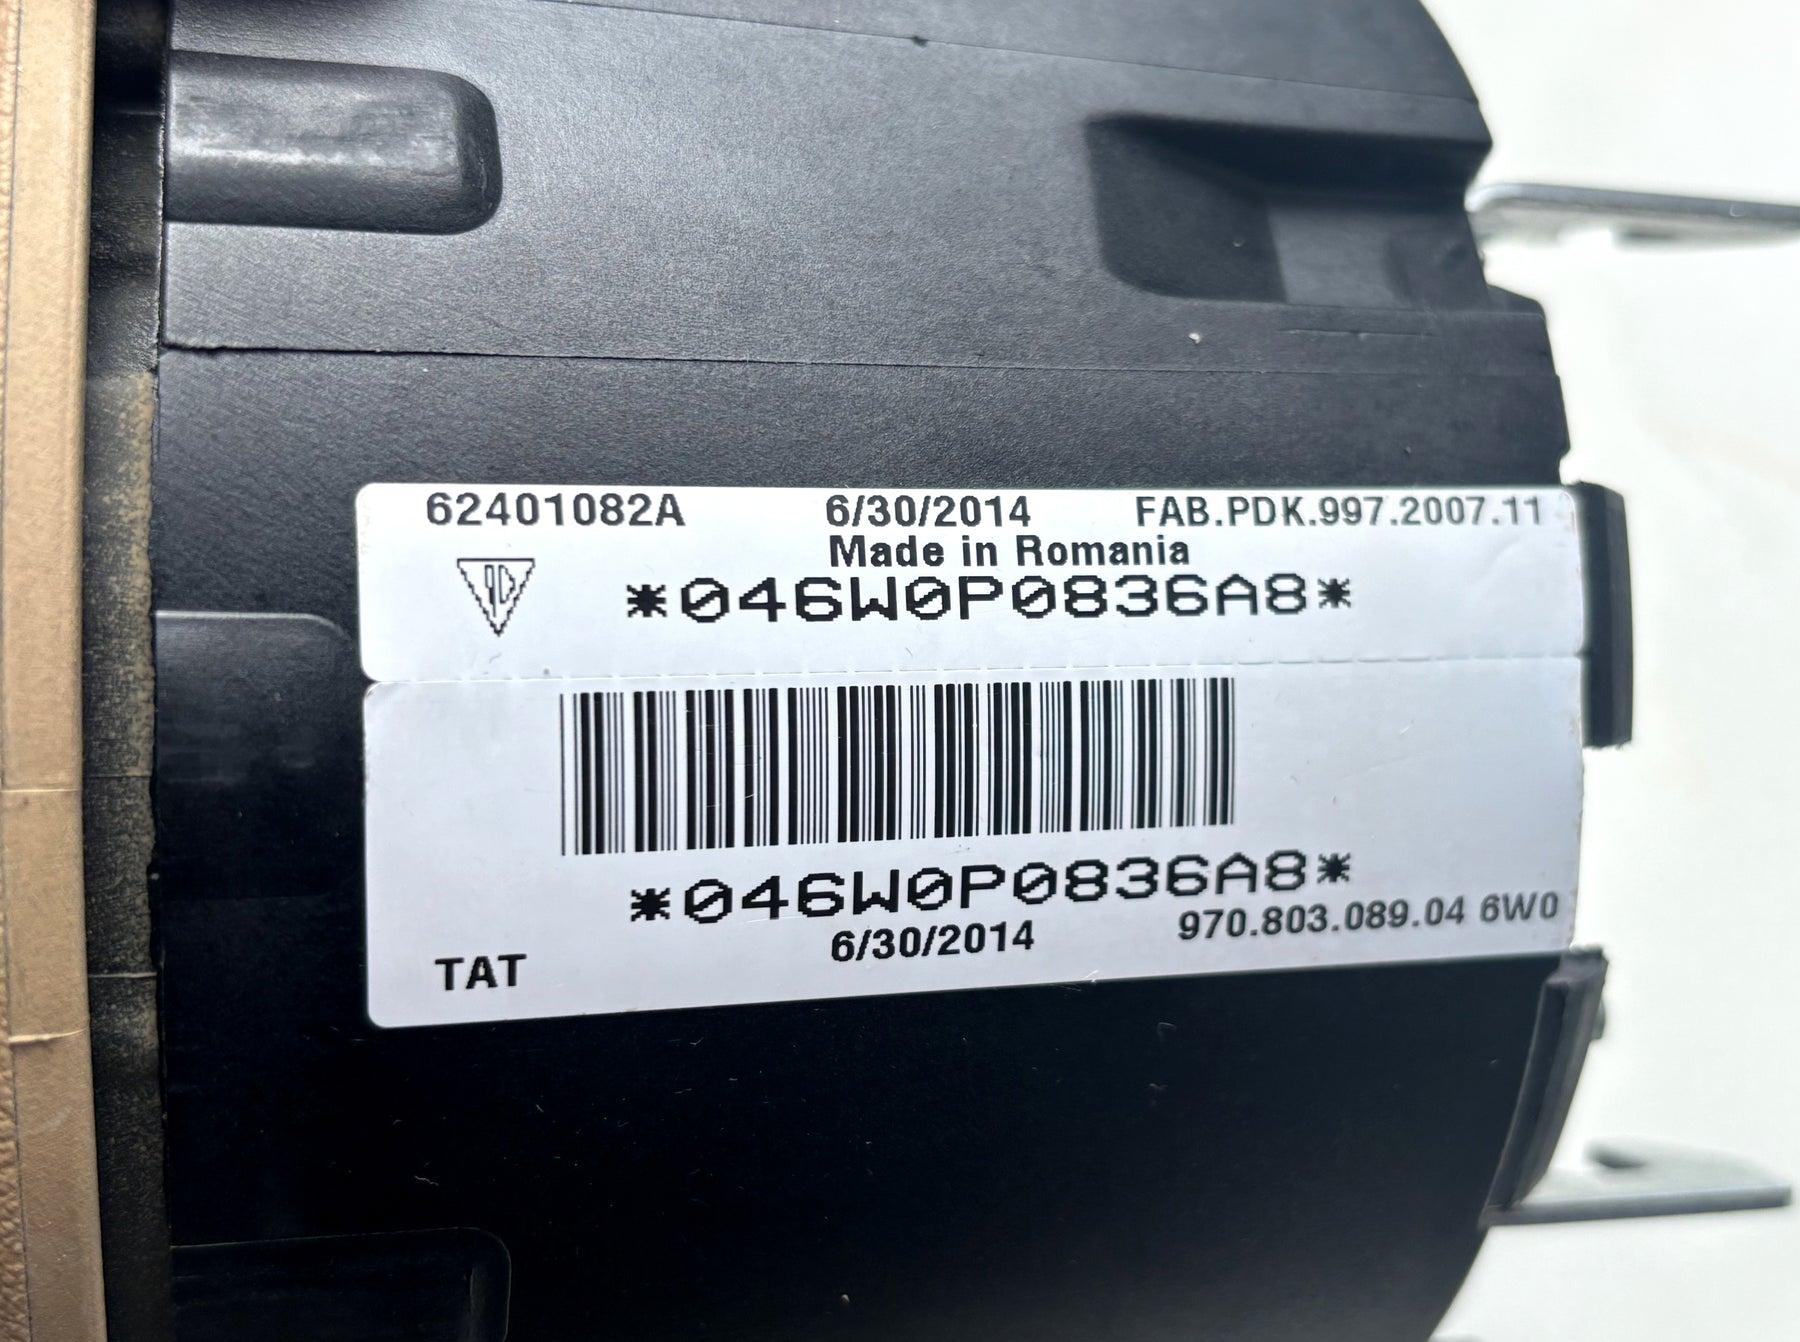 62401082A 6/30/2014 FAB.PDK.997.2007.11
Made in Romania
*046W0P0836A8*
*046W0P0836A8*
6/30/2014 970.803.089.04 6W0
TAT